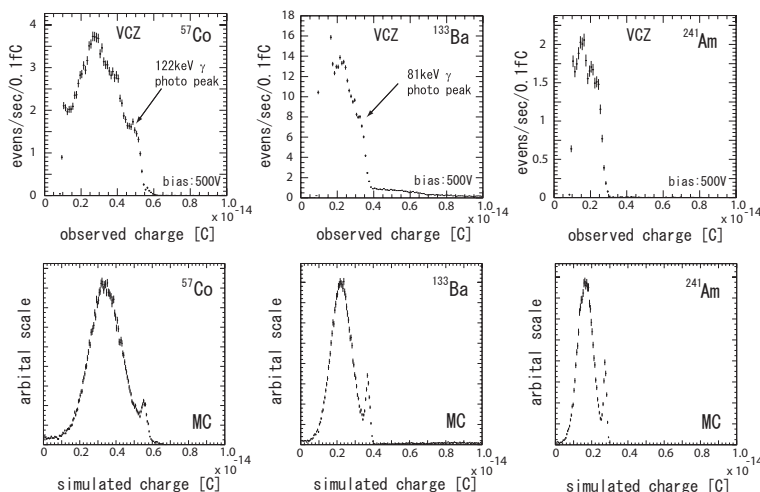 evens/sec/0.1fC
4
3
2
1
0
VCZ
⁵⁷Co
122keV γ
photo peak
bias:500V
0 0.2 0.4 0.6 0.8 1.0
x 10⁻¹⁴
observed charge [C]
evens/sec/0.1fC
18
16
14
12
10
8
6
4
2
0
VCZ
¹³³Ba
81keV γ
photo peak
bias:500V
0 0.2 0.4 0.6 0.8 1.0
x 10⁻¹⁴
observed charge [C]
evens/sec/0.1fC
2
1.5
1
0.5
0
VCZ
²⁴¹Am
bias:500V
0 0.2 0.4 0.6 0.8 1.0
x 10⁻¹⁴
observed charge [C]
arbital scale
⁵⁷Co
MC
0 0.2 0.4 0.6 0.8 1.0
x 10⁻¹⁴
simulated charge [C]
arbital scale
¹³³Ba
MC
0 0.2 0.4 0.6 0.8 1.0
x 10⁻¹⁴
simulated charge [C]
arbital scale
²⁴¹Am
MC
0 0.2 0.4 0.6 0.8 1.0
x 10⁻¹⁴
simulated charge [C]